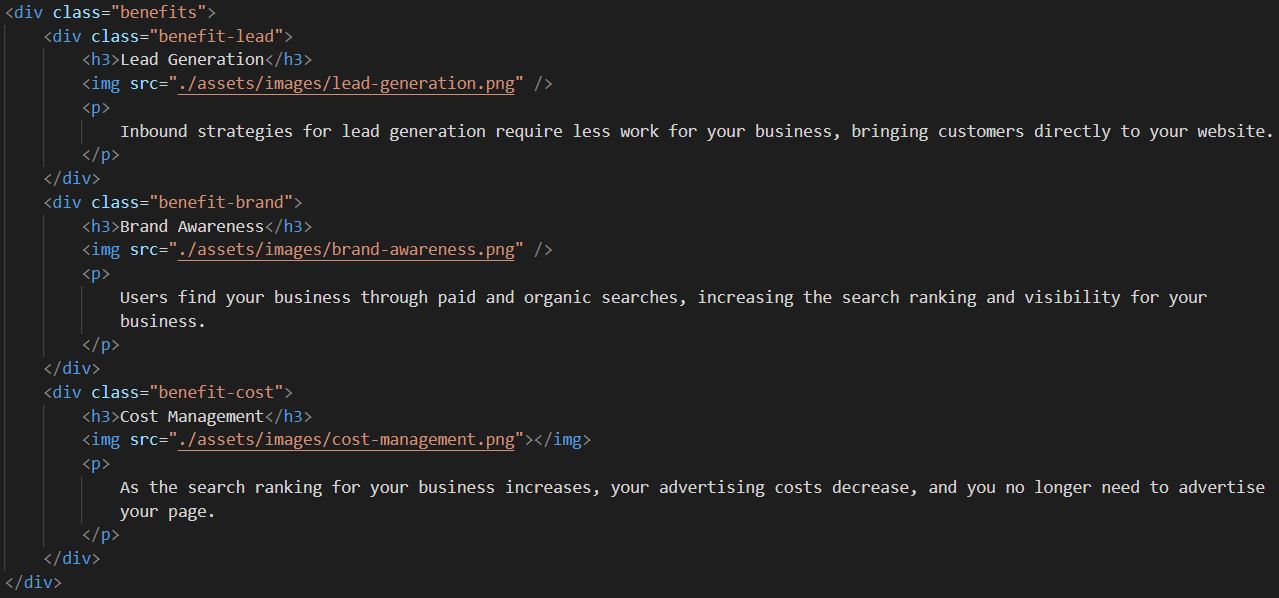 <div class="benefits">
    <div class="benefit-lead">
        <h3>Lead Generation</h3>
        <img src="./assets/images/lead-generation.png" />
        <p>
            Inbound strategies for lead generation require less work for your business, bringing customers directly to your website.
        </p>
    </div>
    <div class="benefit-brand">
        <h3>Brand Awareness</h3>
        <img src="./assets/images/brand-awareness.png" />
        <p>
            Users find your business through paid and organic searches, increasing the search ranking and visibility for your
            business.
        </p>
    </div>
    <div class="benefit-cost">
        <h3>Cost Management</h3>
        <img src="./assets/images/cost-management.png"></img>
        <p>
            As the search ranking for your business increases, your advertising costs decrease, and you no longer need to advertise
            your page.
        </p>
    </div>
</div>